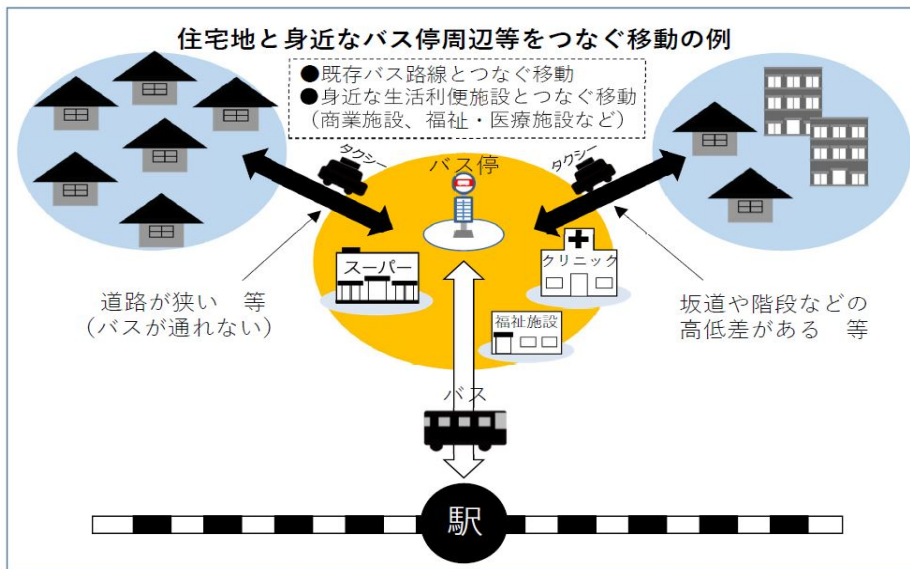 住宅地と身近なバス停周辺等をつなぐ移動の例
●既存バス路線とつなぐ移動
●身近な生活利便施設とつなぐ移動
（商業施設、福祉・医療施設など）
タクシー
バス停
タクシー
スーパー
クリニック
福祉施設
道路が狭い　等
（バスが通れない）
坂道や階段などの
高低差がある　等
バス
駅